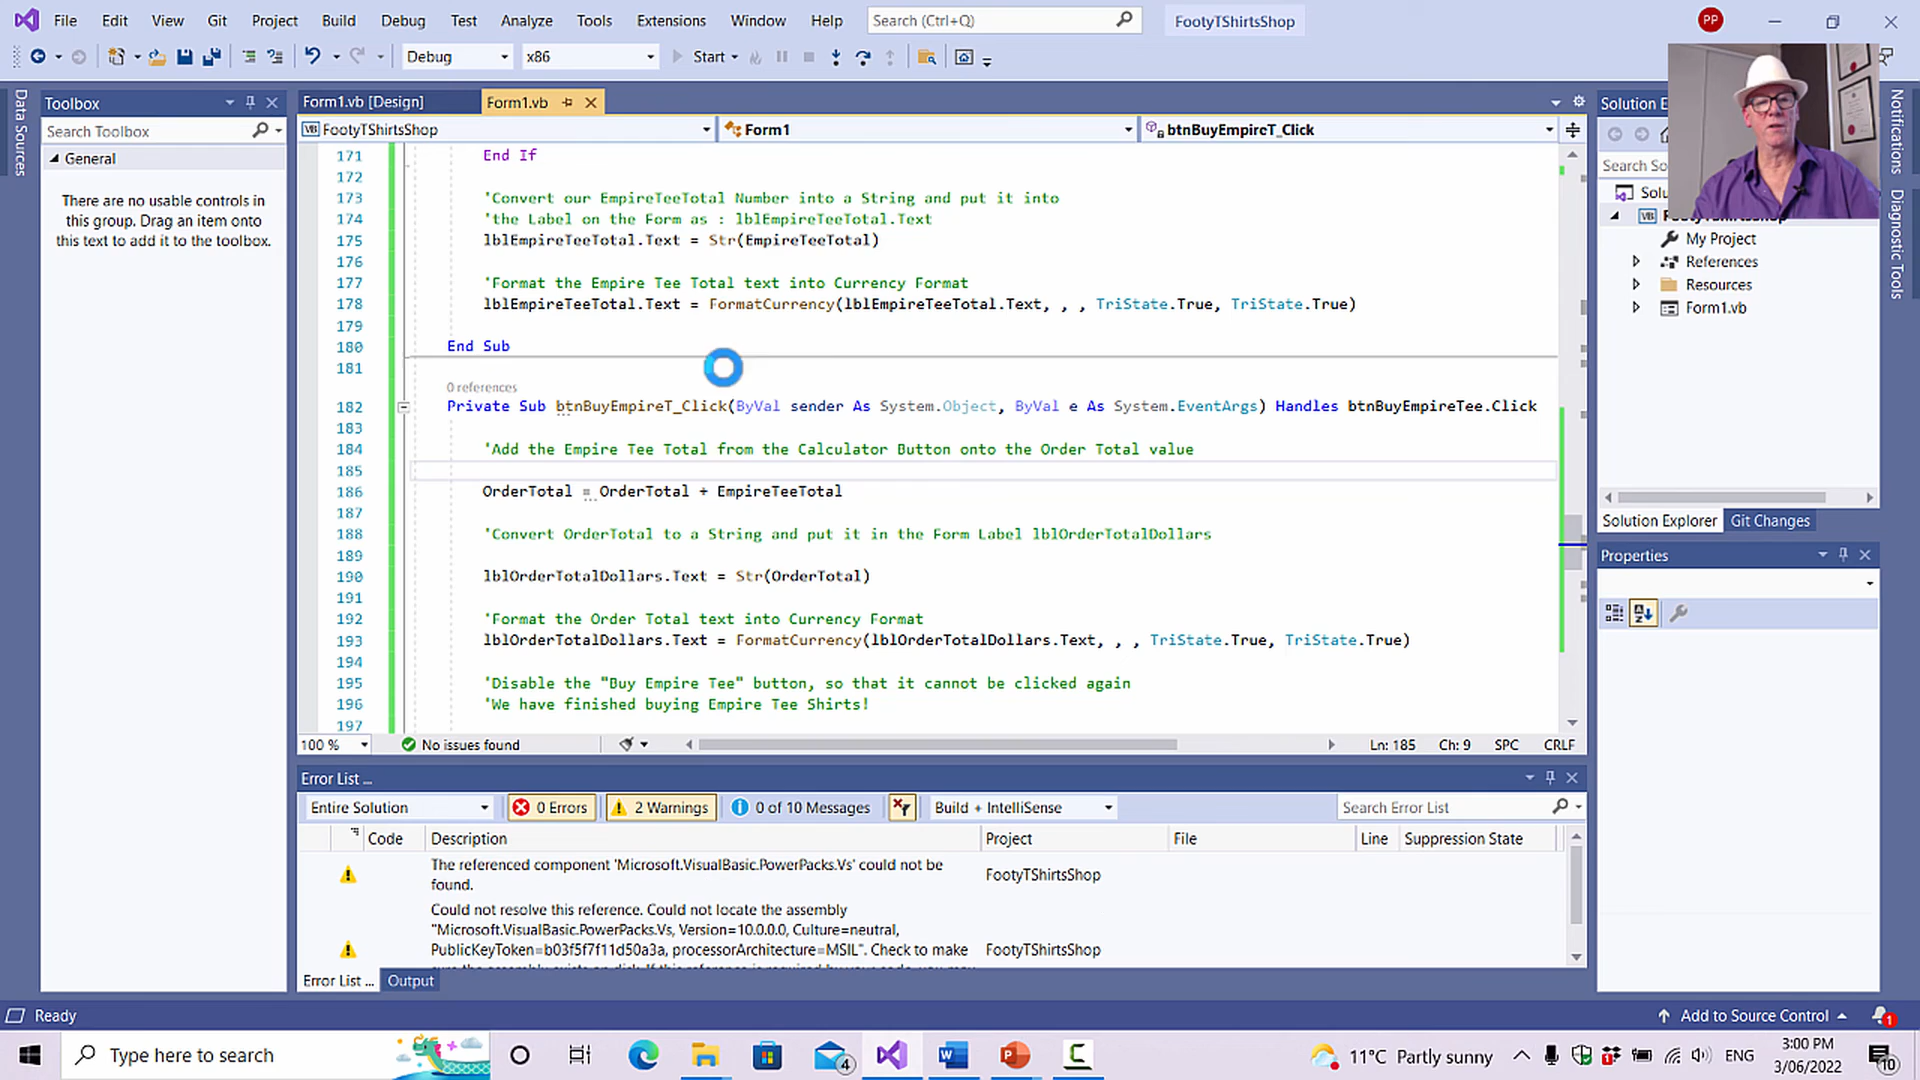 File Edit View Git Project Build Debug Test Analyze Tools Extensions Window Help Search (Ctrl+Q) FootyTShirtsShop PP
Debug x86 Start
Data Sources
Toolbox
Search Toolbox
General
There are no usable controls in
this group. Drag an item onto
this text to add it to the toolbox.
Form1.vb [Design] Form1.vb
FootyTShirtsShop Form1 btnBuyEmpireT_Click
171 End If
172
173 'Convert our EmpireTeeTotal Number into a String and put it into
174 'the Label on the Form as : lblEmpireTeeTotal.Text
175 lblEmpireTeeTotal.Text = Str(EmpireTeeTotal)
176
177 'Format the Empire Tee Total text into Currency Format
178 lblEmpireTeeTotal.Text = FormatCurrency(lblEmpireTeeTotal.Text, , , TriState.True, TriState.True)
179
180 End Sub
181
0 references
182 Private Sub btnBuyEmpireT_Click(ByVal sender As System.Object, ByVal e As System.EventArgs) Handles btnBuyEmpireTee.Click
183
184 'Add the Empire Tee Total from the Calculator Button onto the Order Total value
185
186 OrderTotal = OrderTotal + EmpireTeeTotal
187
188 'Convert OrderTotal to a String and put it in the Form Label lblOrderTotalDollars
189
190 lblOrderTotalDollars.Text = Str(OrderTotal)
191
192 'Format the Order Total text into Currency Format
193 lblOrderTotalDollars.Text = FormatCurrency(lblOrderTotalDollars.Text, , , TriState.True, TriState.True)
194
195 'Disable the "Buy Empire Tee" button, so that it cannot be clicked again
196 'We have finished buying Empire Tee Shirts!
197
100 % No issues found Ln: 185 Ch: 9 SPC CRLF
Error List ...
Entire Solution 0 Errors 2 Warnings 0 of 10 Messages Build + IntelliSense Search Error List
Code Description Project File Line Suppression State
The referenced component 'Microsoft.VisualBasic.PowerPacks.Vs' could not be
found.
FootyTShirtsShop
Could not resolve this reference. Could not locate the assembly
"Microsoft.VisualBasic.PowerPacks.Vs, Version=10.0.0.0, Culture=neutral,
PublicKeyToken=b03f5f7f11d50a3a, processorArchitecture=MSIL". Check to make
FootyTShirtsShop
Error List ... Output
Solution E
Search So
Solu
My Project
References
Resources
Form1.vb
Solution Explorer Git Changes
Properties
Notifications
Diagnostic Tools
Ready Add to Source Control 1
Type here to search 4 11°C Partly sunny ENG 3:00 PM
3/06/2022 10